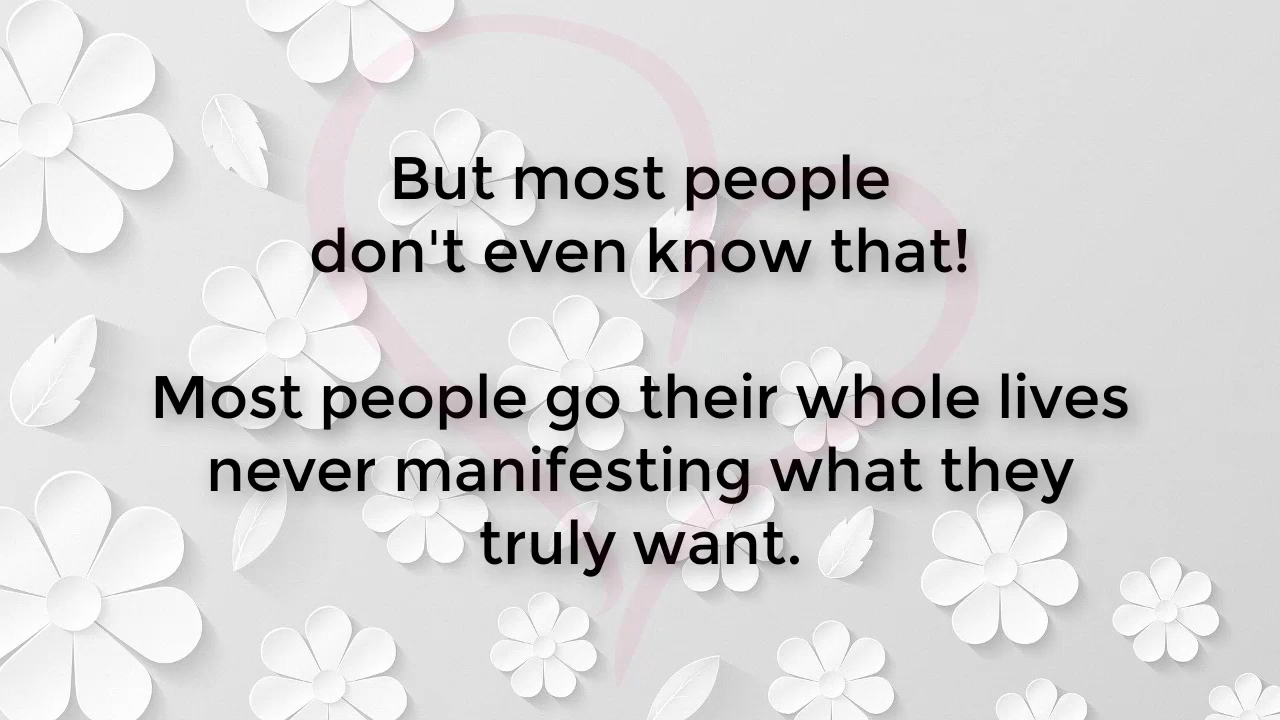 But most people
don't even know that!
Most people go their whole lives
never manifesting what they
truly want.